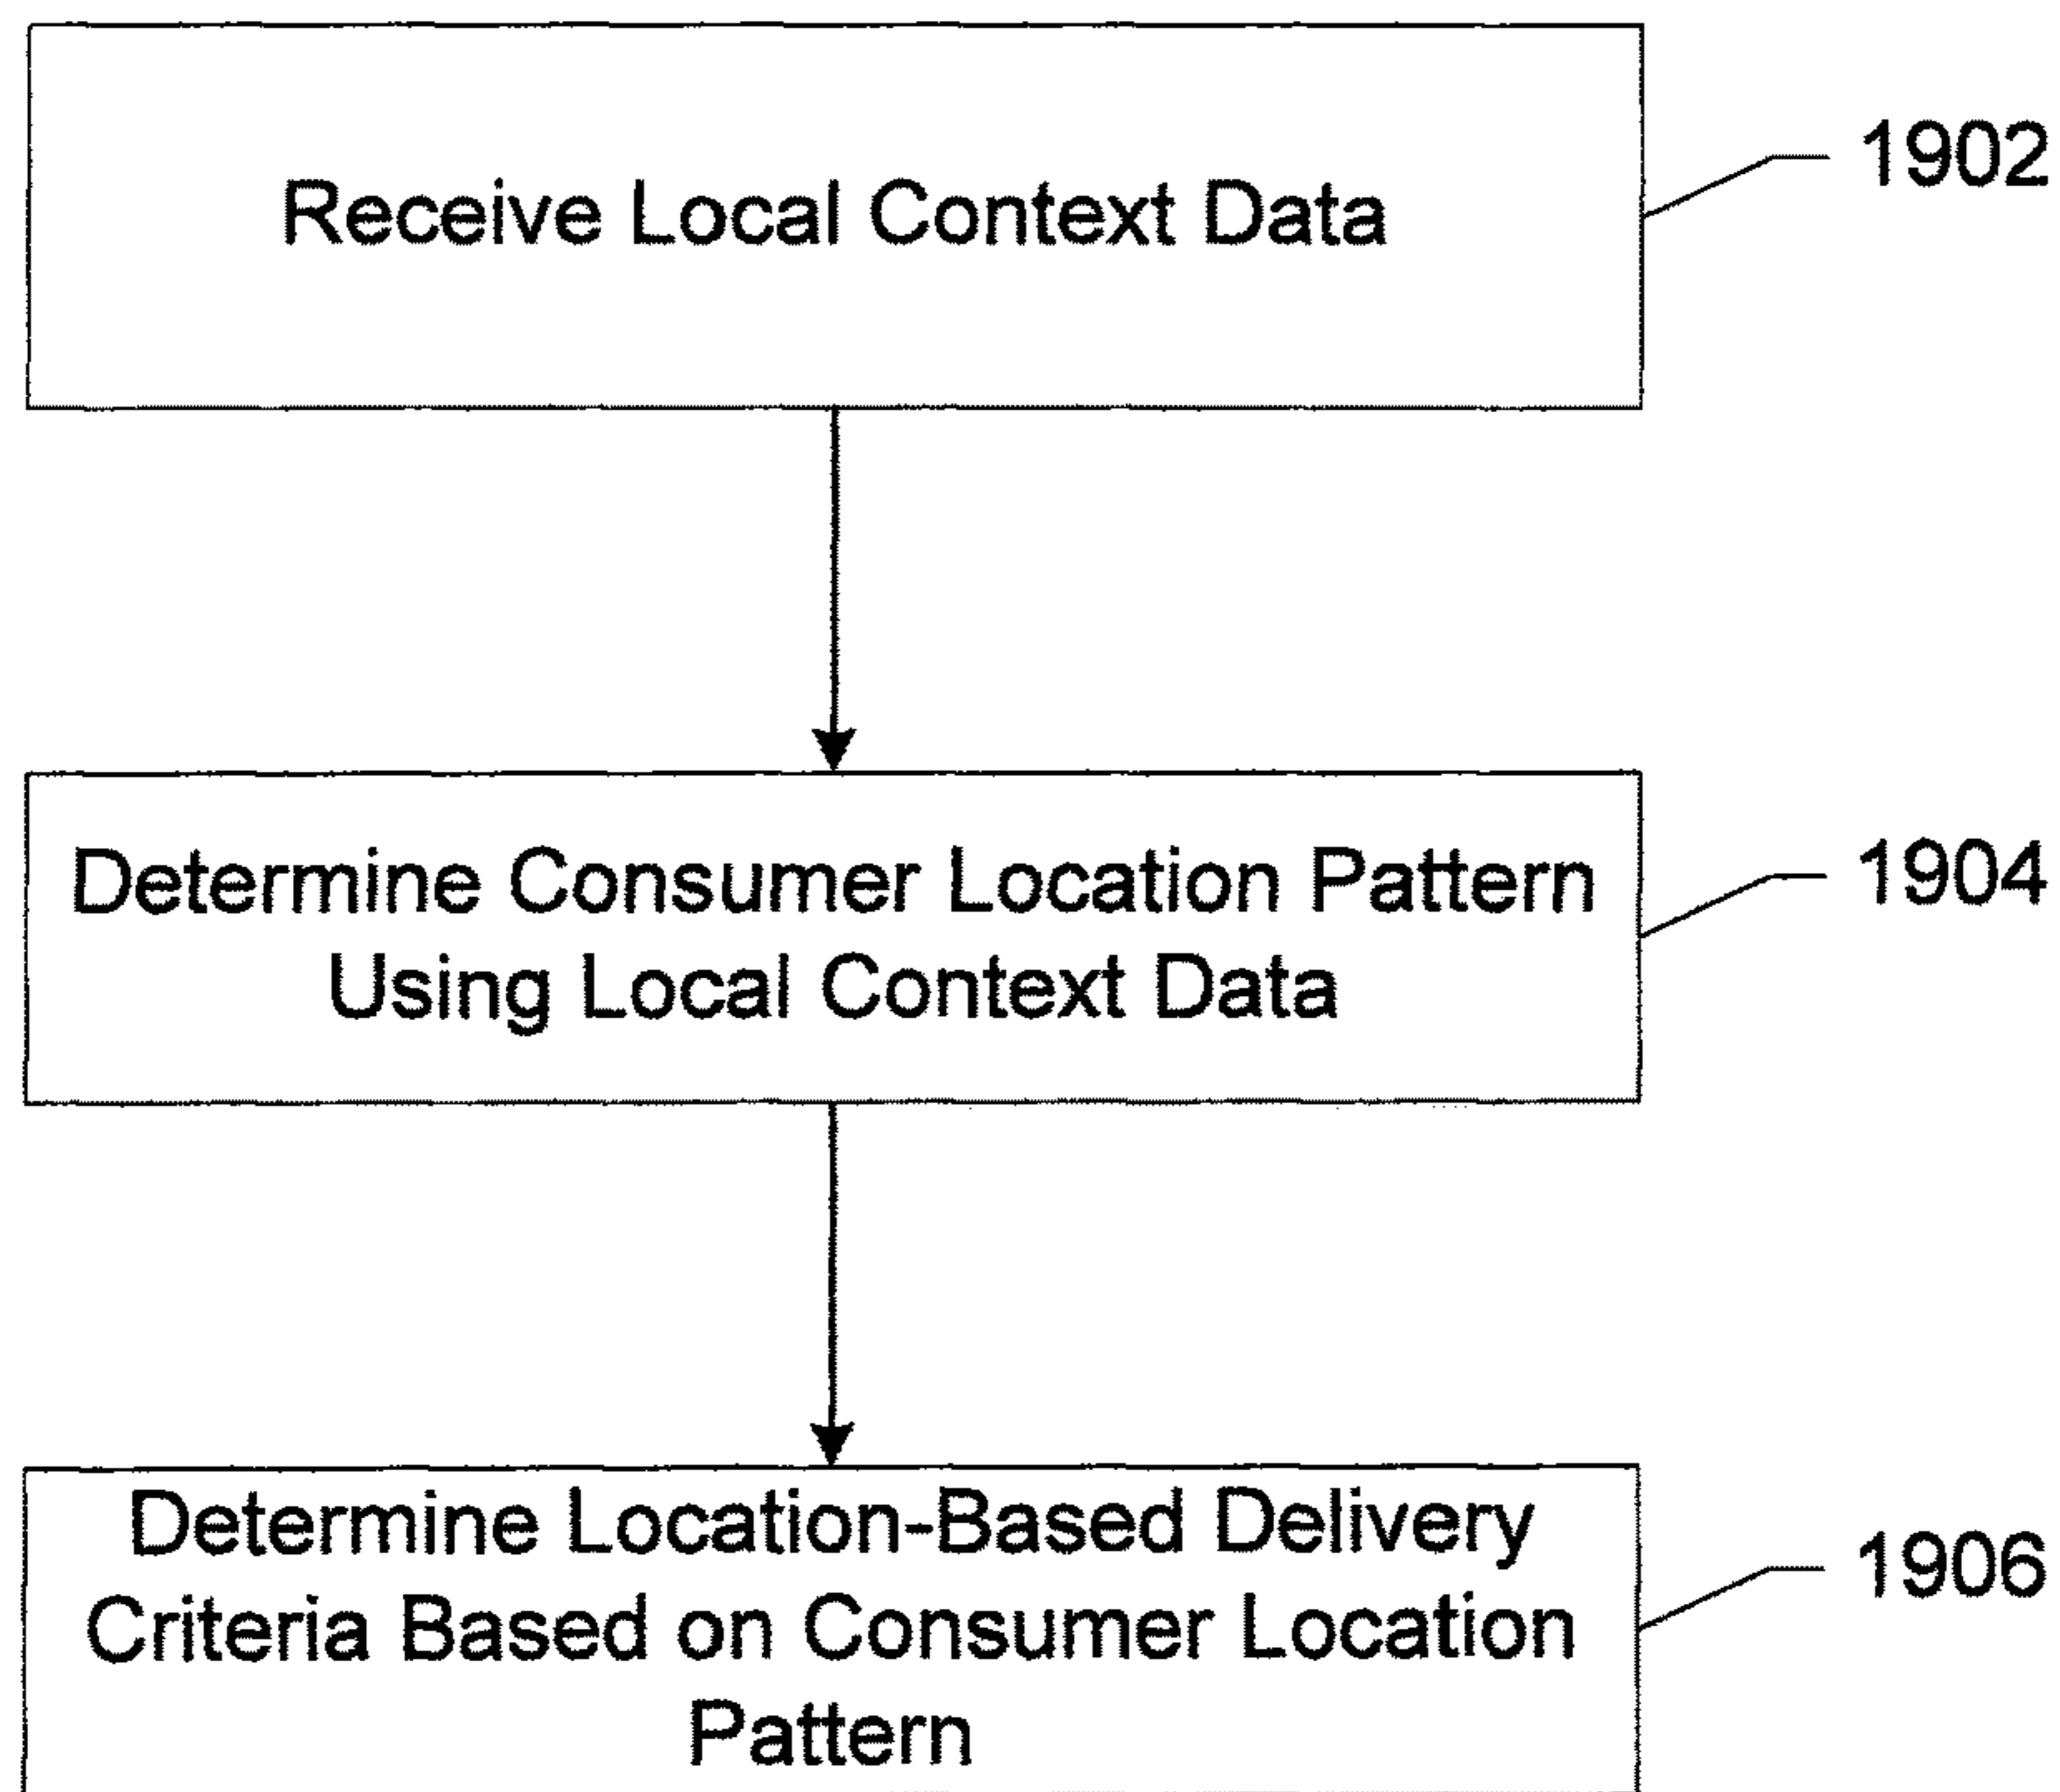 Receive Local Context Data
1902
Determine Consumer Location Pattern
Using Local Context Data
1904
Determine Location-Based Delivery
Criteria Based on Consumer Location
Pattern
1906